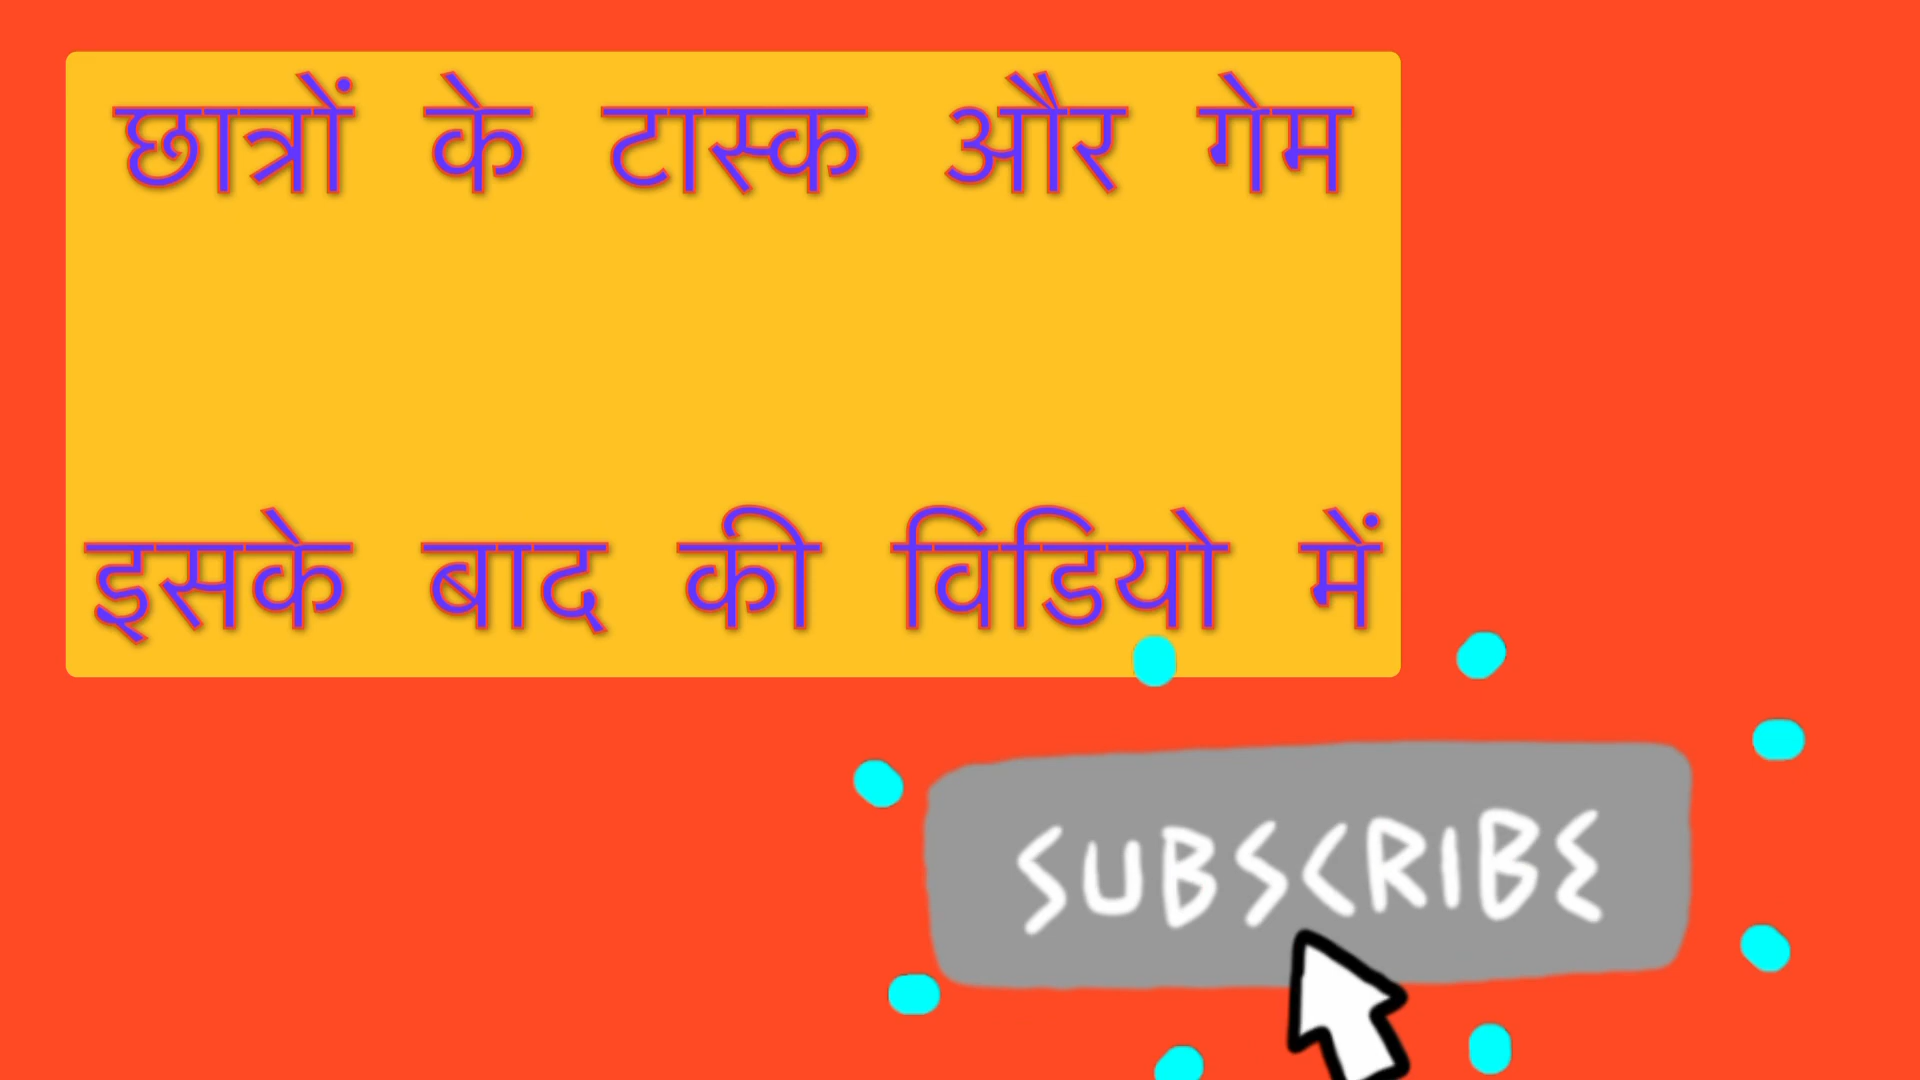 छात्रों के टास्क और गेम
इसके बाद की विडियो में
SUBSCRIBE